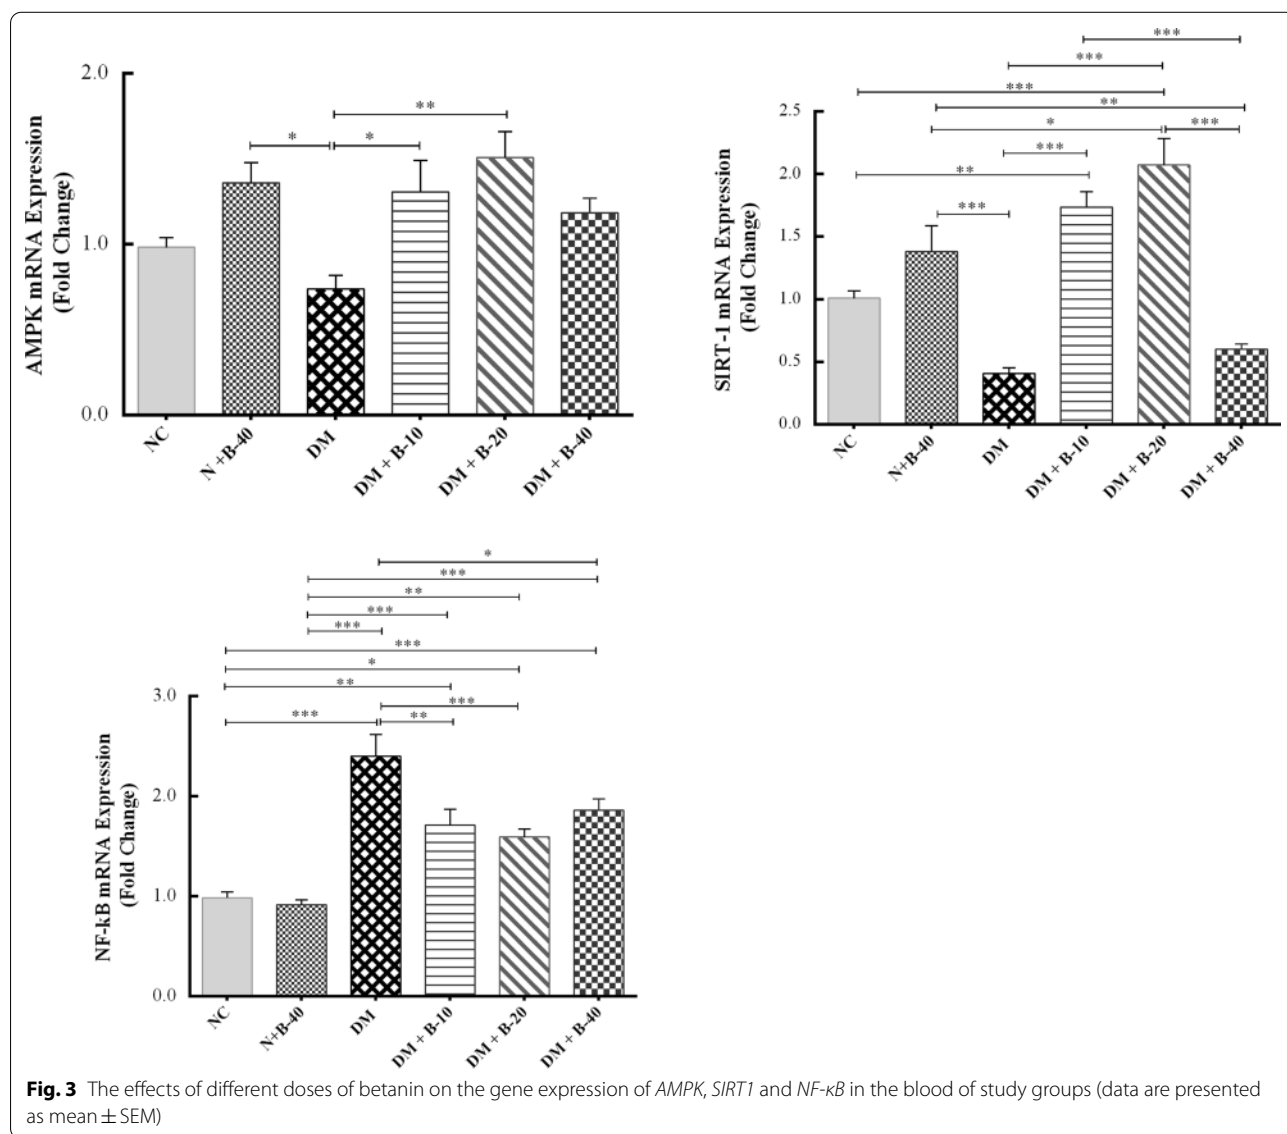 2.0
1.0
0.0
AMPK mRNA Expression
(Fold Change)
*
*
**
NC
N +B-40
DM
DM + B-10
DM + B-20
DM + B-40
2.5
2.0
1.5
1.0
0.5
0.0
SIRT-1 mRNA Expression
(Fold Change)
***
***
***
**
*
***
***
**
***
NC
N+B-40
DM
DM + B-10
DM + B-20
DM + B-40
3.0
2.0
1.0
0.0
NF-kB mRNA Expression
(Fold Change)
*
***
**
***
***
***
*
**
***
***
**
NC
N+B-40
DM
DM + B-10
DM + B-20
DM + B-40
Fig. 3 The effects of different doses of betanin on the gene expression of AMPK, SIRT1 and NF-κB in the blood of study groups (data are presented
as mean ± SEM)